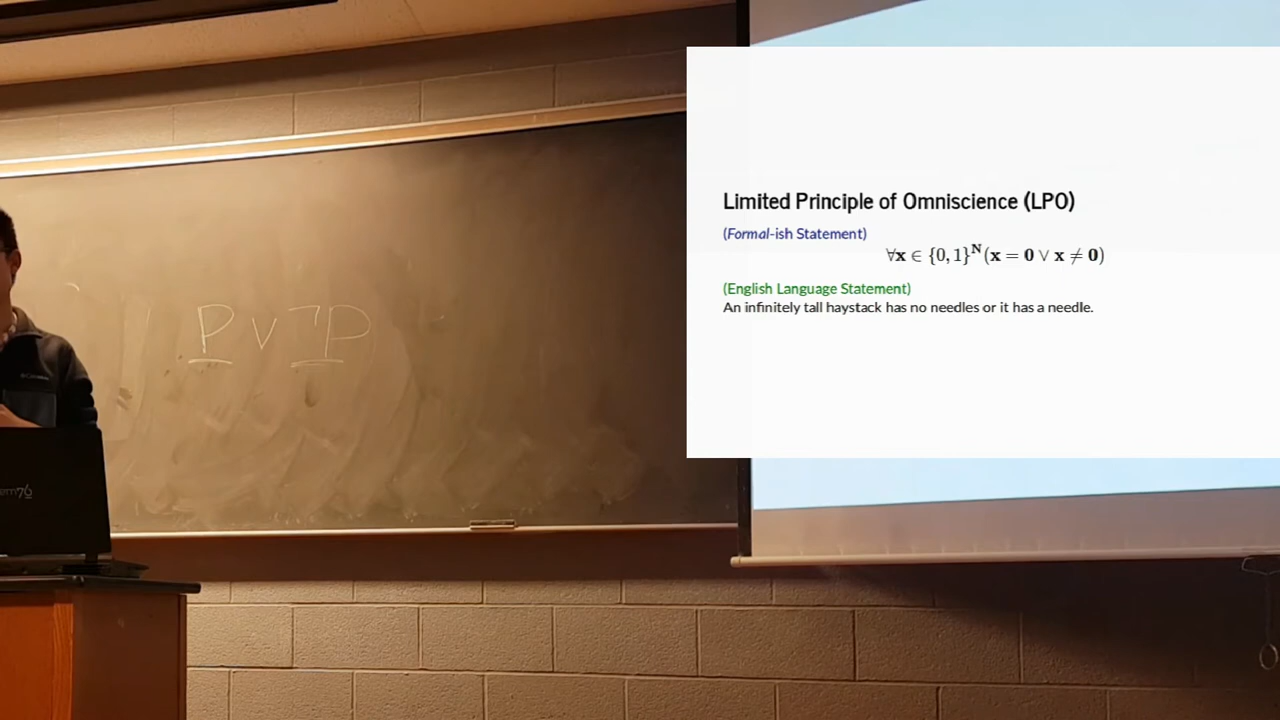 P ∨ ¬P
Limited Principle of Omniscience (LPO)
(Formal-ish Statement)
∀x ∈ {0, 1}ᴺ(x = 0 ∨ x ≠ 0)
(English Language Statement)
An infinitely tall haystack has no needles or it has a needle.
em76